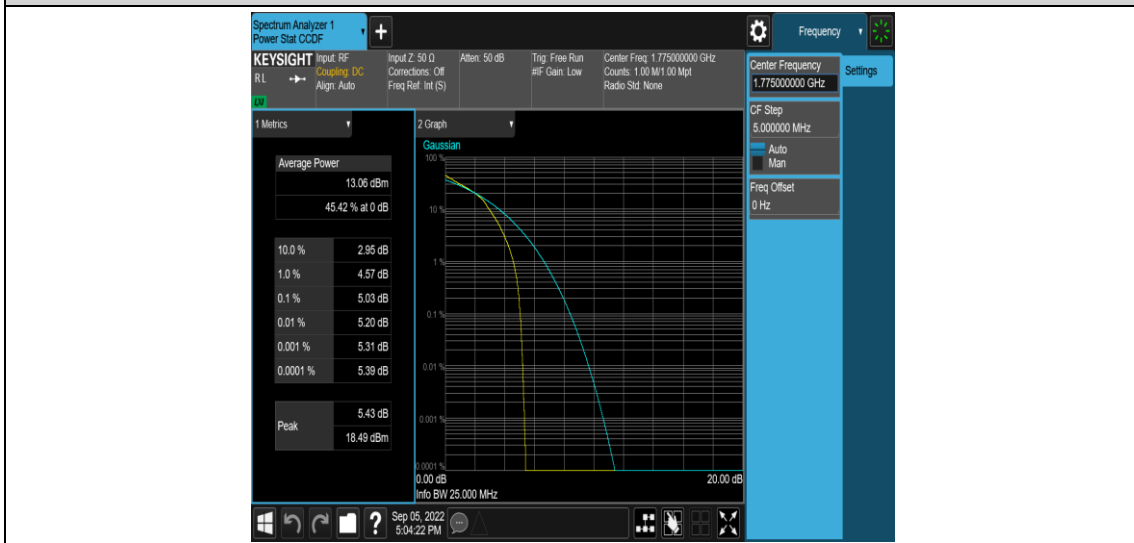 Spectrum Analyzer 1
Power Stat CCDF
+
Frequency
KEYSIGHT
RL
LXI
Input: RF
Coupling: DC
Align: Auto
Input Z: 50 Ω
Corrections: Off
Freq Ref: Int (S)
Atten: 50 dB
Trig: Free Run
#IF Gain: Low
Center Freq: 1.775000000 GHz
Counts: 1.00 M/1.00 Mpt
Radio Std: None
Center Frequency
1.775000000 GHz
Settings
CF Step
5.000000 MHz
Auto
Man
Freq Offset
0 Hz
1 Metrics
Average Power
13.06 dBm
45.42 % at 0 dB
10.0 % 2.95 dB
1.0 % 4.57 dB
0.1 % 5.03 dB
0.01 % 5.20 dB
0.001 % 5.31 dB
0.0001 % 5.39 dB
Peak
5.43 dB
18.49 dBm
2 Graph
Gaussian
100 %
10 %
1 %
0.1 %
0.01 %
0.001 %
0.0001 %
0.00 dB 20.00 dB
Info BW 25.000 MHz
?
Sep 05, 2022
5:04:22 PM